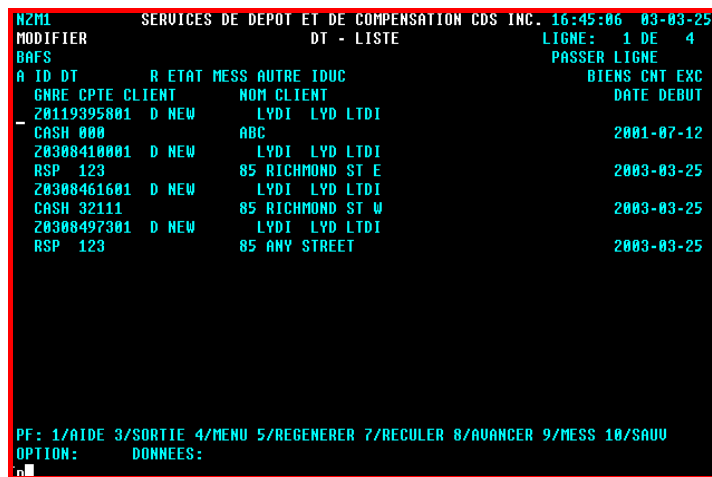 NZM1 SERVICES DE DEPOT ET DE COMPENSATION CDS INC. 16:45:06 03-03-25
MODIFIER DT - LISTE LIGNE: 1 DE 4
BAFS PASSER LIGNE
A ID DT R ETAT MESS AUTRE IDUC BIENS CNT EXC
GNRE CPTE CLIENT NOM CLIENT DATE DEBUT
_ Z0119395801 D NEW LYDI LYD LTDI
CASH 000 ABC 2001-07-12
Z0308410001 D NEW LYDI LYD LTDI
RSP 123 85 RICHMOND ST E 2003-03-25
Z0308461601 D NEW LYDI LYD LTDI
CASH 32111 85 RICHMOND ST W 2003-03-25
Z0308497301 D NEW LYDI LYD LTDI
RSP 123 85 ANY STREET 2003-03-25
PF: 1/AIDE 3/SORTIE 4/MENU 5/REGENERER 7/RECULER 8/AVANCER 9/MESS 10/SAUV
OPTION: DONNEES: